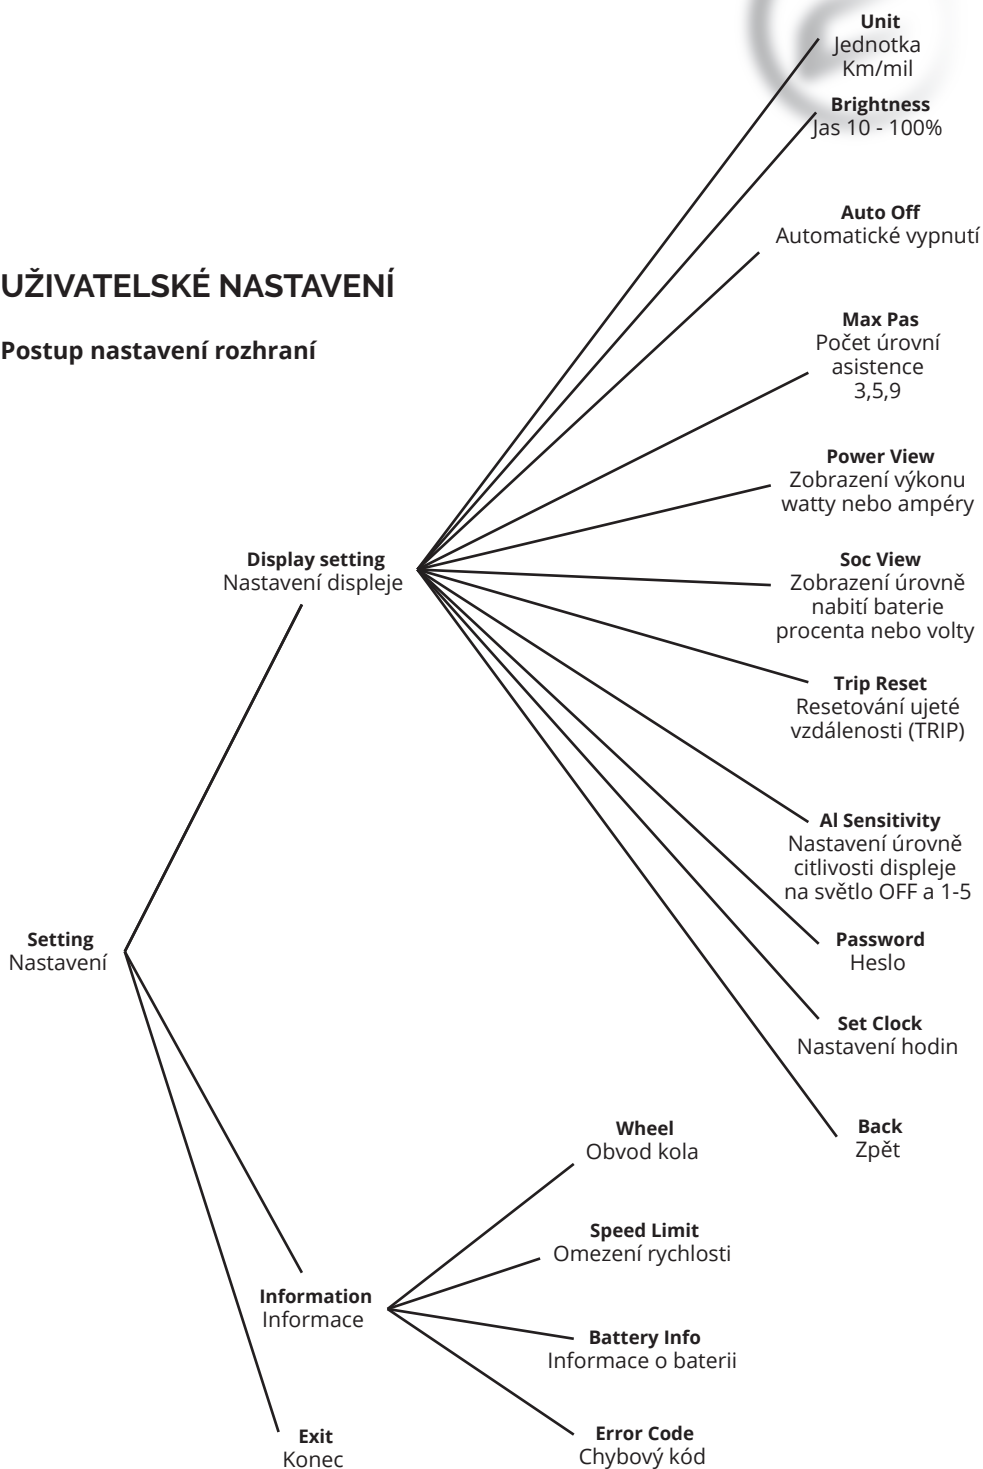 UŽIVATELSKÉ NASTAVENÍ
Postup nastavení rozhraní
Setting
Nastavení
Display setting
Nastavení displeje
Unit
Jednotka
Km/mil
Brightness
Jas 10 - 100%
Auto Off
Automatické vypnutí
Max Pas
Počet úrovní
asistence
3,5,9
Power View
Zobrazení výkonu
watty nebo ampéry
Soc View
Zobrazení úrovně
nabití baterie
procenta nebo volty
Trip Reset
Resetování ujeté
vzdálenosti (TRIP)
Al Sensitivity
Nastavení úrovně
citlivosti displeje
na světlo OFF a 1-5
Password
Heslo
Set Clock
Nastavení hodin
Back
Zpět
Information
Informace
Wheel
Obvod kola
Speed Limit
Omezení rychlosti
Battery Info
Informace o baterii
Error Code
Chybový kód
Exit
Konec